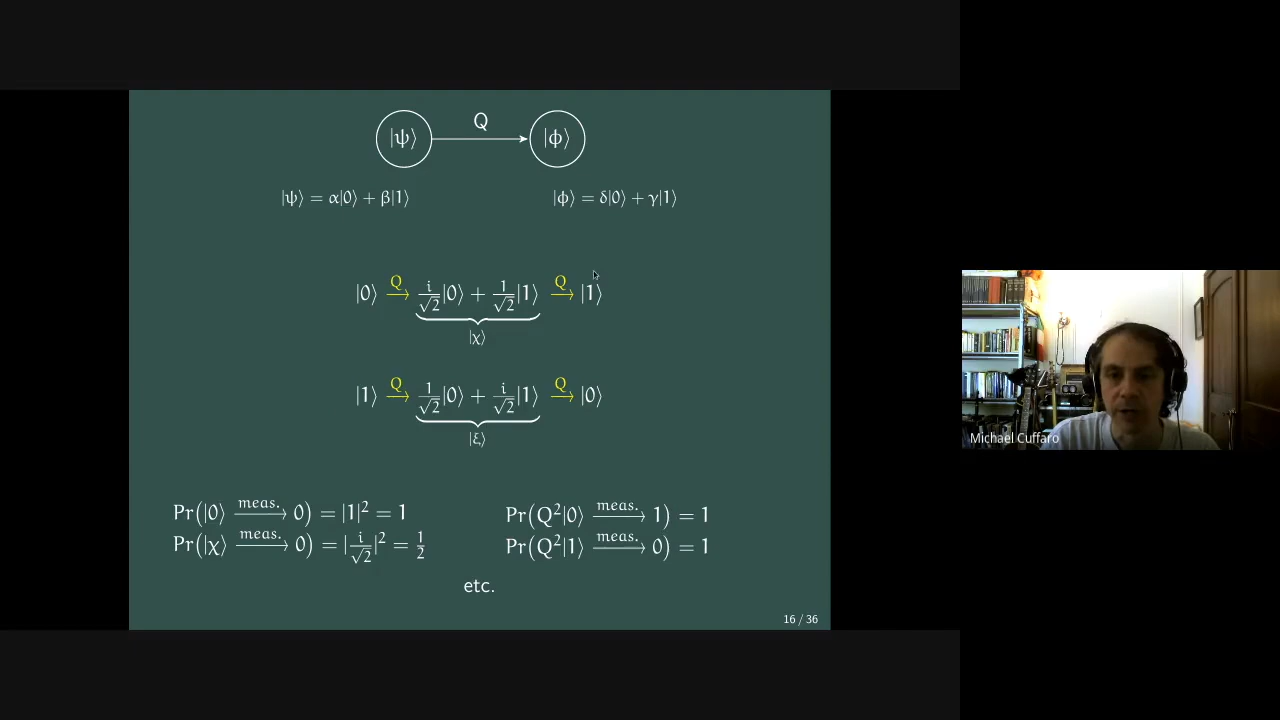 Q
|ψ⟩ |ϕ⟩
|ψ⟩ = α|0⟩ + β|1⟩ |ϕ⟩ = δ|0⟩ + γ|1⟩
|0⟩ Q→ i/√2|0⟩ + 1/√2|1⟩ Q→ |1⟩
|χ⟩
|1⟩ Q→ 1/√2|0⟩ + i/√2|1⟩ Q→ |0⟩
|ξ⟩
Pr(|0⟩ meas.→ 0) = |1|² = 1
Pr(|χ⟩ meas.→ 0) = |i/√2|² = 1/2
Pr(Q²|0⟩ meas.→ 1) = 1
Pr(Q²|1⟩ meas.→ 0) = 1
etc.
16 / 36
Michael Cuffaro